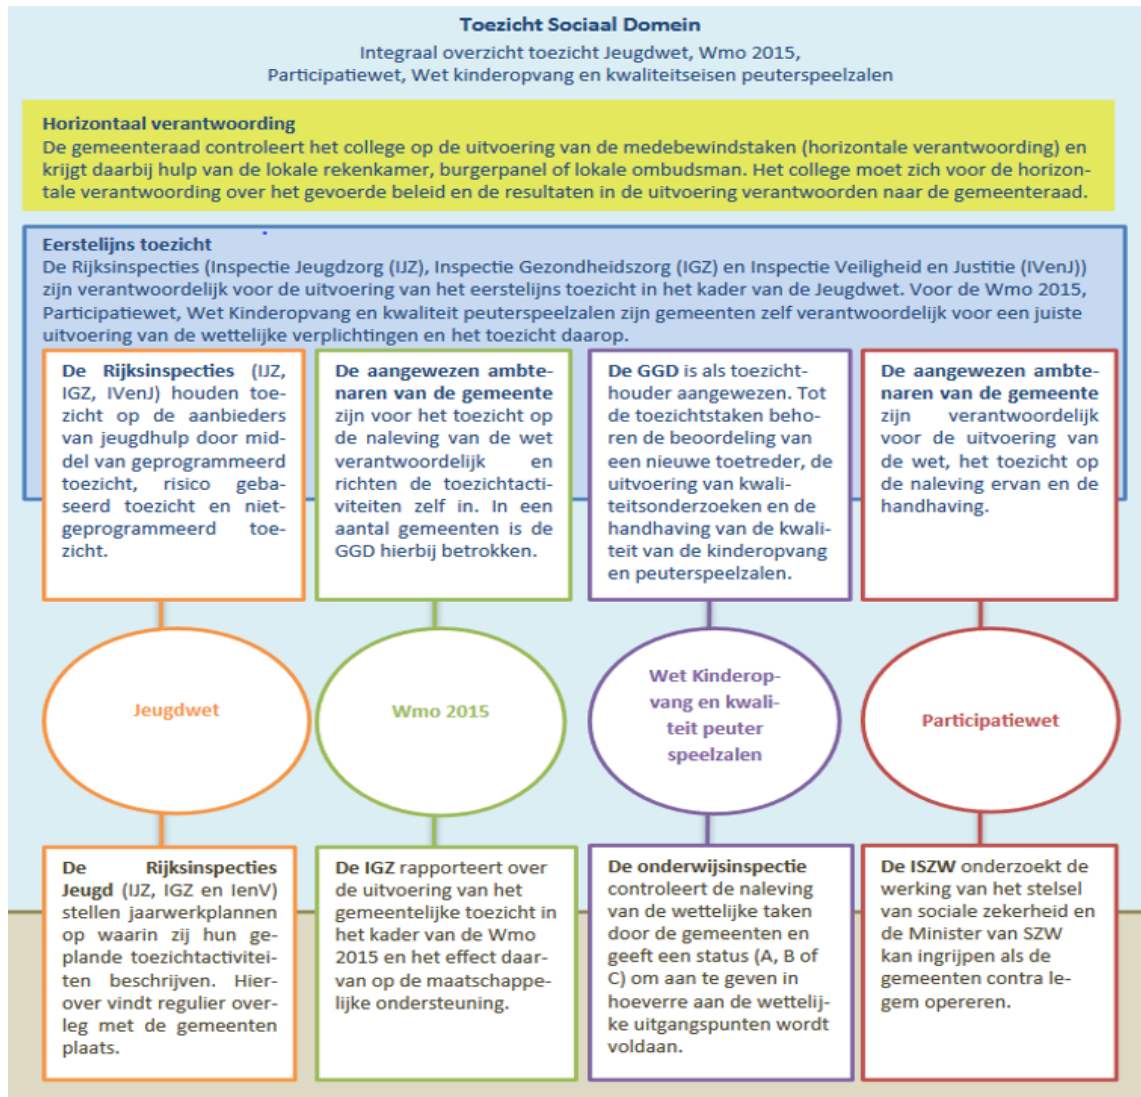 Toezicht Sociaal Domein
Integraal overzicht toezicht Jeugdwet, Wmo 2015,
Participatiewet, Wet kinderopvang en kwaliteitseisen peuterspeelzalen
Horizontaal verantwoording
De gemeenteraad controleert het college op de uitvoering van de medebewindstaken (horizontale verantwoording) en
krijgt daarbij hulp van de lokale rekenkamer, burgerpanel of lokale ombudsman. Het college moet zich voor de horizon-
tale verantwoording over het gevoerde beleid en de resultaten in de uitvoering verantwoorden naar de gemeenteraad.
Eerstelijns toezicht
De Rijksinspecties (Inspectie Jeugdzorg (IJZ), Inspectie Gezondheidszorg (IGZ) en Inspectie Veiligheid en Justitie (IVenJ))
zijn verantwoordelijk voor de uitvoering van het eerstelijns toezicht in het kader van de Jeugdwet. Voor de Wmo 2015,
Participatiewet, Wet Kinderopvang en kwaliteit peuterspeelzalen zijn gemeenten zelf verantwoordelijk voor een juiste
uitvoering van de wettelijke verplichtingen en het toezicht daarop.
De Rijksinspecties (IJZ,
IGZ, IVenJ) houden toe-
zicht op de aanbieders
van jeugdhulp door mid-
del van geprogrammeerd
toezicht, risico geba-
seerd toezicht en niet-
geprogrammeerd toe-
zicht.
De aangewezen ambte-
naren van de gemeente
zijn voor het toezicht op
de naleving van de wet
verantwoordelijk en
richten de toezichtacti-
viteiten zelf in. In een
aantal gemeenten is de
GGD hierbij betrokken.
De GGD is als toezicht-
houder aangewezen. Tot
de toezichtstaken beho-
ren de beoordeling van
een nieuwe toetreder, de
uitvoering van kwali-
teitsonderzoeken en de
handhaving van de kwali-
teit van de kinderopvang
en peuterspeelzalen.
De aangewezen ambte-
naren van de gemeente
zijn verantwoordelijk
voor de uitvoering van
de wet, het toezicht op
de naleving ervan en de
handhaving.
Jeugdwet
Wmo 2015
Wet Kinderop-
vang en kwali-
teit peuter
speelzalen
Participatiewet
De Rijksinspecties
Jeugd (IJZ, IGZ en IenV)
stellen jaarwerkplannen
op waarin zij hun ge-
plande toezichtactivitei-
ten beschrijven. Hier-
over vindt regulier over-
leg met de gemeenten
plaats.
De IGZ rapporteert over
de uitvoering van het
gemeentelijke toezicht in
het kader van de Wmo
2015 en het effect daar-
van op de maatschappe-
lijke ondersteuning.
De onderwijsinspectie
controleert de naleving
van de wettelijke taken
door de gemeenten en
geeft een status (A, B of
C) om aan te geven in
hoeverre aan de wettelij-
ke uitgangspunten wordt
voldaan.
De ISZW onderzoekt de
werking van het stelsel
van sociale zekerheid en
de Minister van SZW
kan ingrijpen als de
gemeenten contra le-
gem opereren.